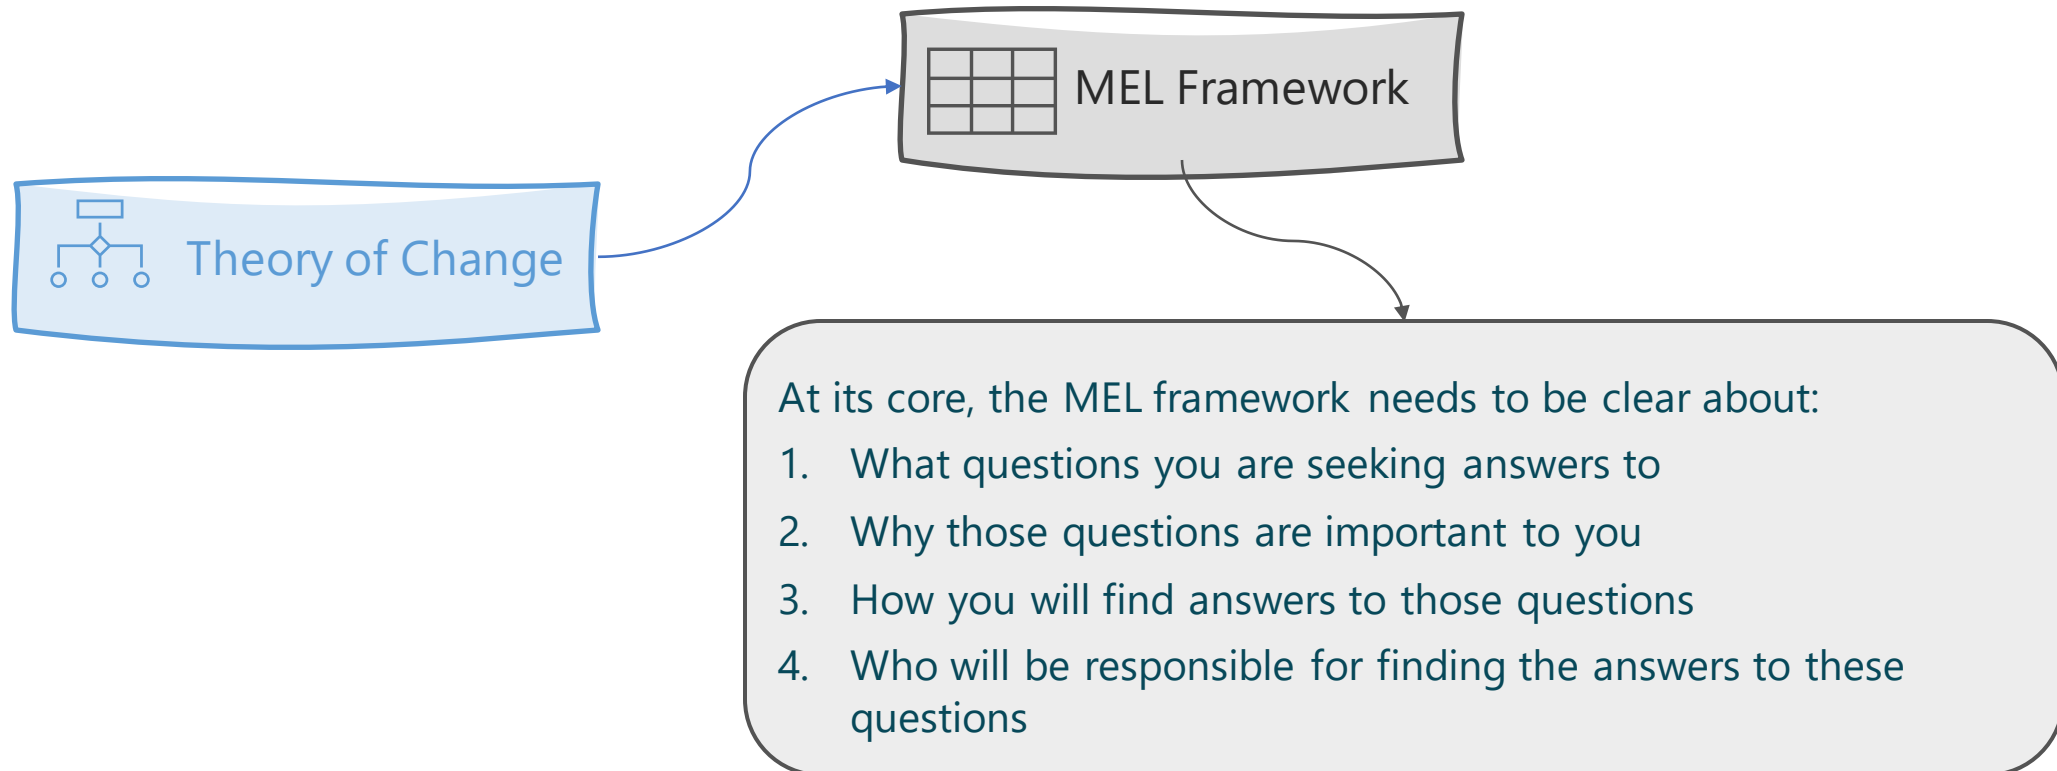 MEL Framework
Theory of Change
At its core, the MEL framework needs to be clear about:
1. What questions you are seeking answers to
2. Why those questions are important to you
3. How you will find answers to those questions
4. Who will be responsible for finding the answers to these
questions